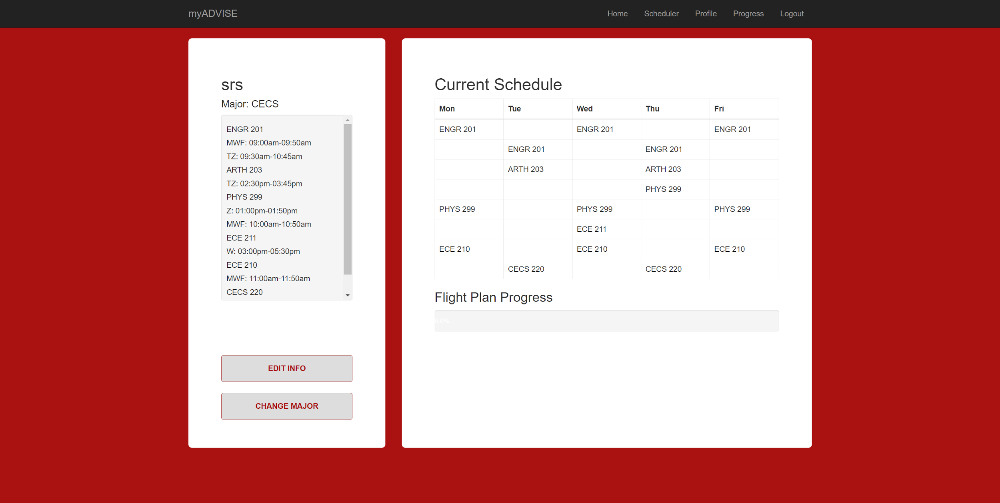 myADVISE Home Scheduler Profile Progress Logout
srs
Major: CECS
ENGR 201
MWF: 09:00am-09:50am
TZ: 09:30am-10:45am
ARTH 203
TZ: 02:30pm-03:45pm
PHYS 299
Z: 01:00pm-01:50pm
MWF: 10:00am-10:50am
ECE 211
W: 03:00pm-05:30pm
ECE 210
MWF: 11:00am-11:50am
CECS 220
EDIT INFO
CHANGE MAJOR
Current Schedule
Mon Tue Wed Thu Fri
ENGR 201 ENGR 201 ENGR 201
ENGR 201 ENGR 201
ARTH 203 ARTH 203
PHYS 299
PHYS 299 PHYS 299 PHYS 299
ECE 211
ECE 210 ECE 210 ECE 210
CECS 220 CECS 220
Flight Plan Progress
0.0%